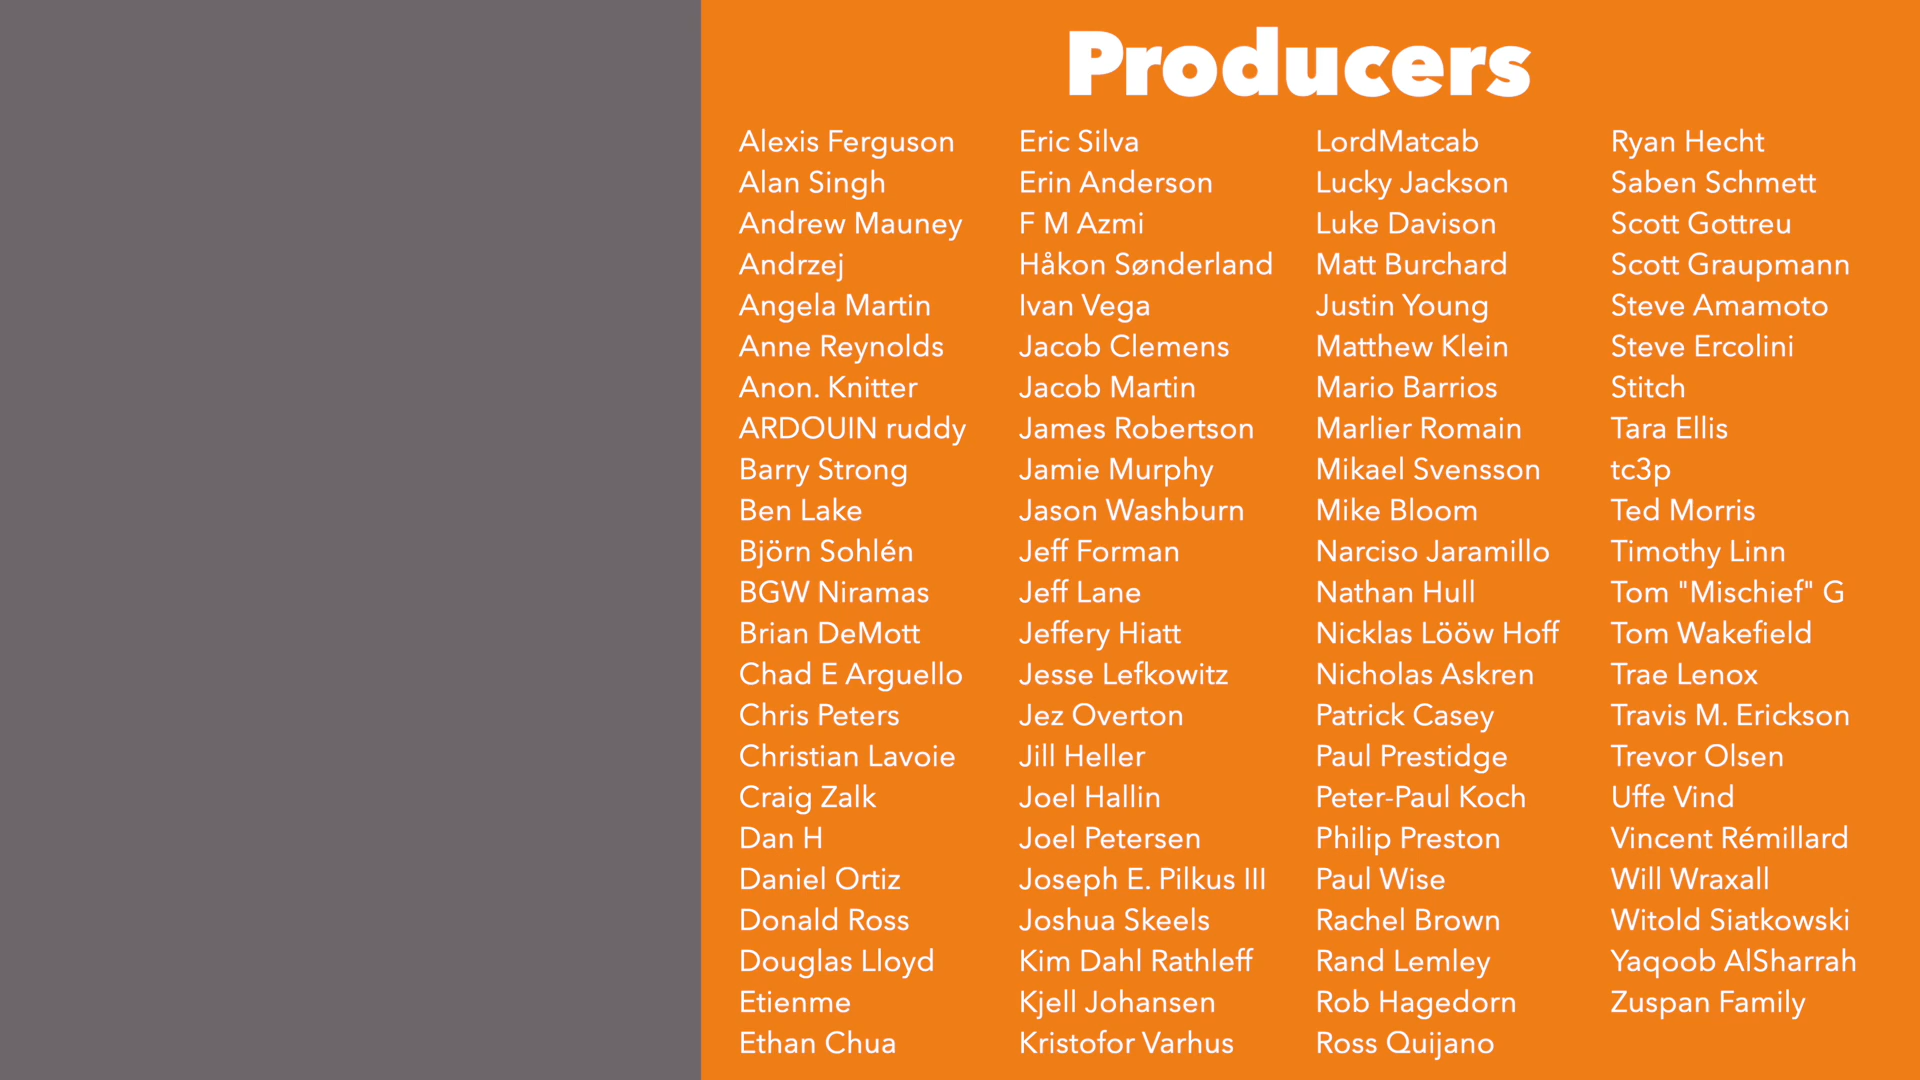 Producers
Alexis Ferguson
Alan Singh
Andrew Mauney
Andrzej
Angela Martin
Anne Reynolds
Anon. Knitter
ARDOUIN ruddy
Barry Strong
Ben Lake
Björn Sohlén
BGW Niramas
Brian DeMott
Chad E Arguello
Chris Peters
Christian Lavoie
Craig Zalk
Dan H
Daniel Ortiz
Donald Ross
Douglas Lloyd
Etienme
Ethan Chua
Eric Silva
Erin Anderson
F M Azmi
Håkon Sønderland
Ivan Vega
Jacob Clemens
Jacob Martin
James Robertson
Jamie Murphy
Jason Washburn
Jeff Forman
Jeff Lane
Jeffery Hiatt
Jesse Lefkowitz
Jez Overton
Jill Heller
Joel Hallin
Joel Petersen
Joseph E. Pilkus III
Joshua Skeels
Kim Dahl Rathleff
Kjell Johansen
Kristofor Varhus
LordMatcab
Lucky Jackson
Luke Davison
Matt Burchard
Justin Young
Matthew Klein
Mario Barrios
Marlier Romain
Mikael Svensson
Mike Bloom
Narciso Jaramillo
Nathan Hull
Nicklas Lööw Hoff
Nicholas Askren
Patrick Casey
Paul Prestidge
Peter-Paul Koch
Philip Preston
Paul Wise
Rachel Brown
Rand Lemley
Rob Hagedorn
Ross Quijano
Ryan Hecht
Saben Schmett
Scott Gottreu
Scott Graupmann
Steve Amamoto
Steve Ercolini
Stitch
Tara Ellis
tc3p
Ted Morris
Timothy Linn
Tom "Mischief" G
Tom Wakefield
Trae Lenox
Travis M. Erickson
Trevor Olsen
Uffe Vind
Vincent Rémillard
Will Wraxall
Witold Siatkowski
Yaqoob AlSharrah
Zuspan Family